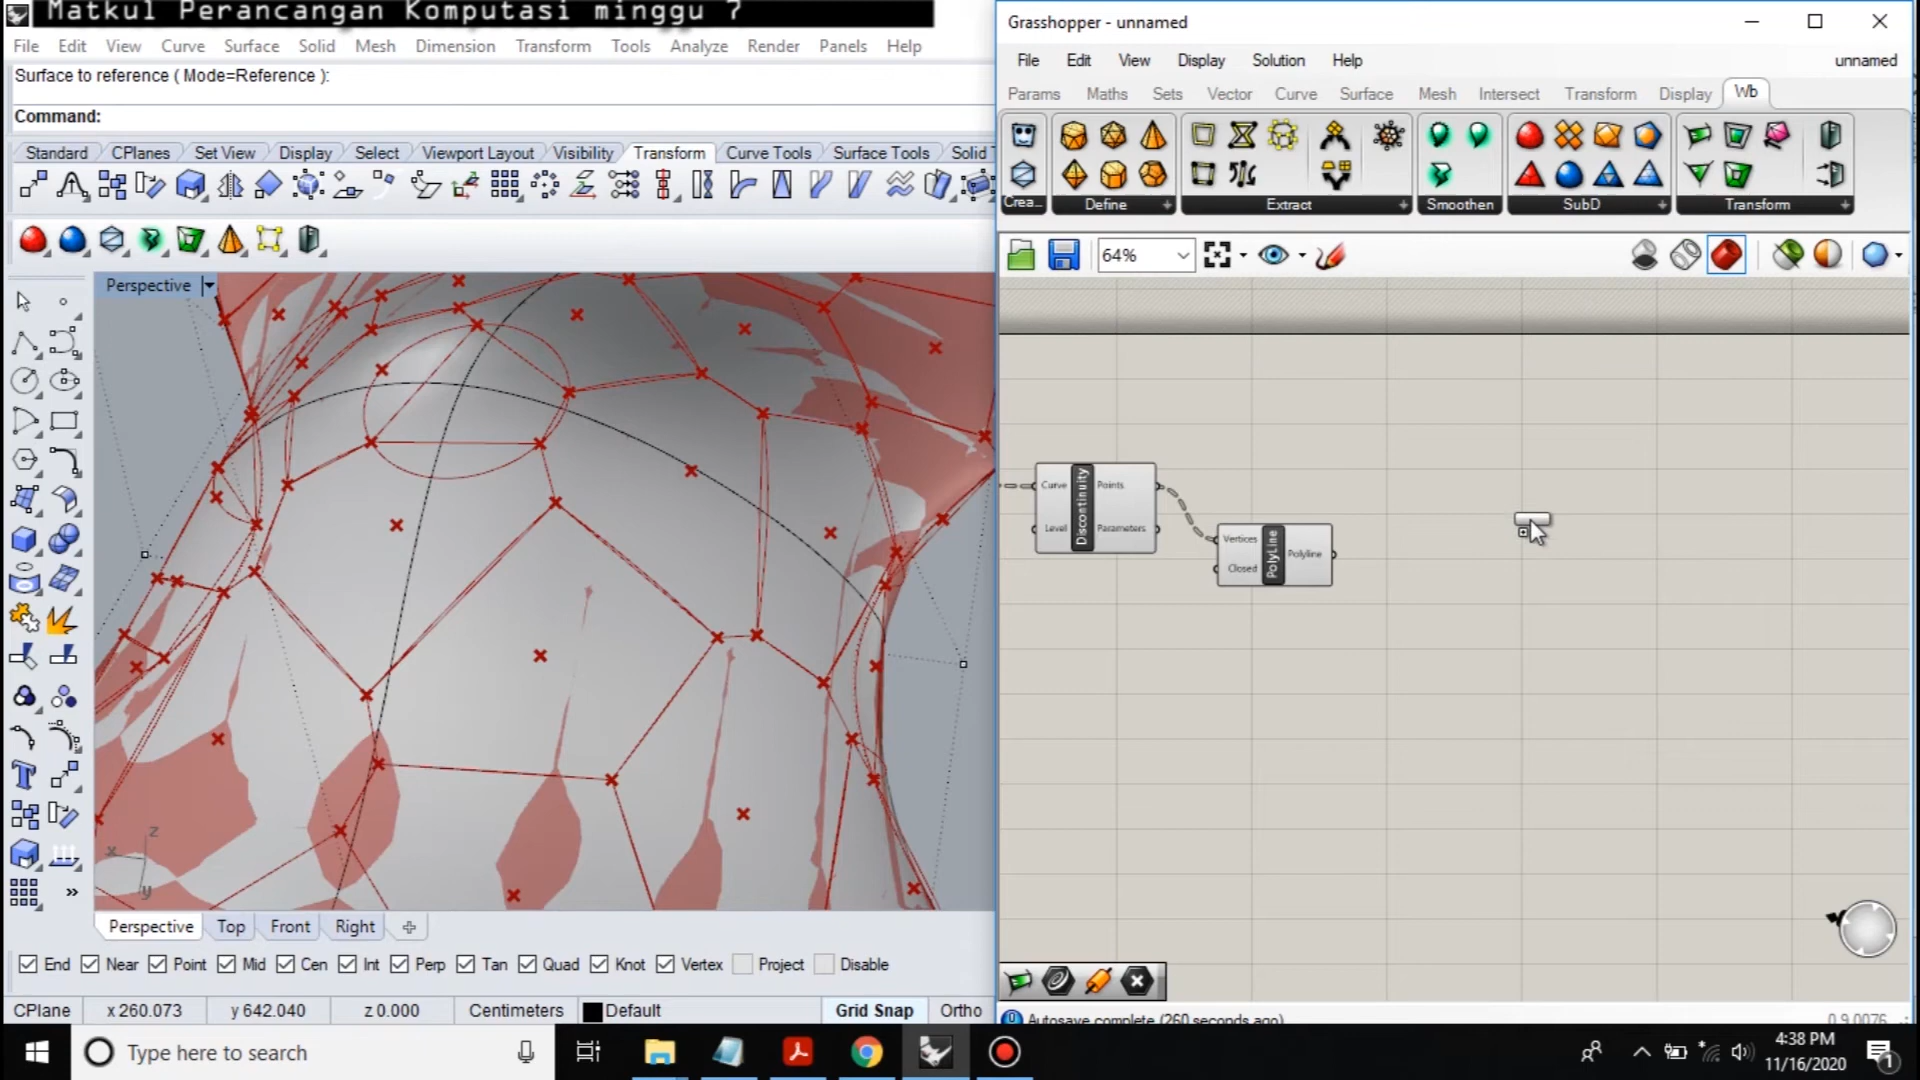 Matkul Perancangan Komputasi minggu 7
File Edit View Curve Surface Solid Mesh Dimension Transform Tools Analyze Render Panels Help
Surface to reference ( Mode=Reference ):
Command:
Standard CPlanes Set View Display Select Viewport Layout Visibility Transform Curve Tools Surface Tools Solid T
Perspective
z
x
y
Perspective Top Front Right
End Near Point Mid Cen Int Perp Tan Quad Knot Vertex Project Disable
CPlane x 260.073 y 642.040 z 0.000 Centimeters Default Grid Snap Ortho
Grasshopper - unnamed
File Edit View Display Solution Help unnamed
Params Maths Sets Vector Curve Surface Mesh Intersect Transform Display Wb
Crea... Define Extract Smoothen SubD Transform
64%
Curve Discontinuity Points
Level Parameters
Vertices PolyLine Polyline
Closed
Autosave complete (260 seconds ago)
0.9.0076
Type here to search
4:38 PM
11/16/2020
1